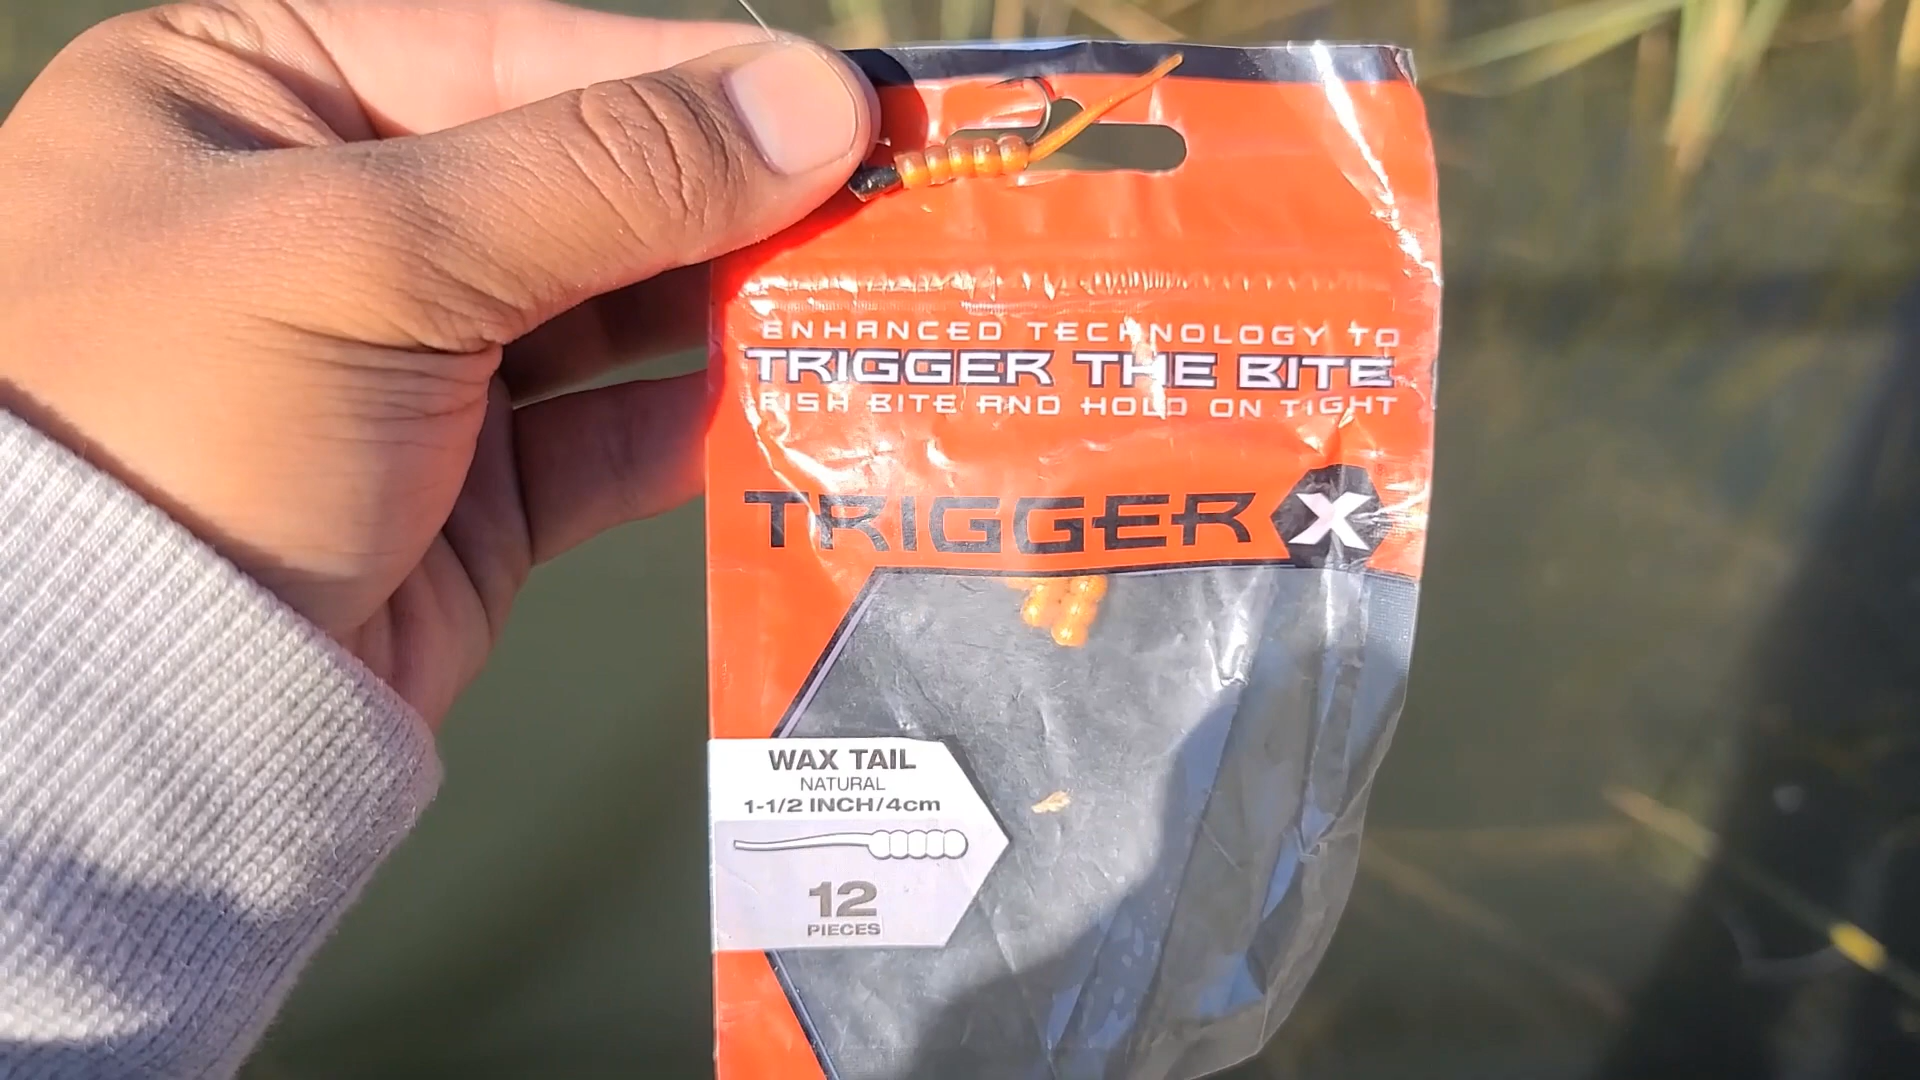 ENHANCED TECHNOLOGY TO
TRIGGER THE BITE
FISH BITE AND HOLD ON TIGHT
TRIGGER X
WAX TAIL
NATURAL
1-1/2 INCH/4cm
12
PIECES